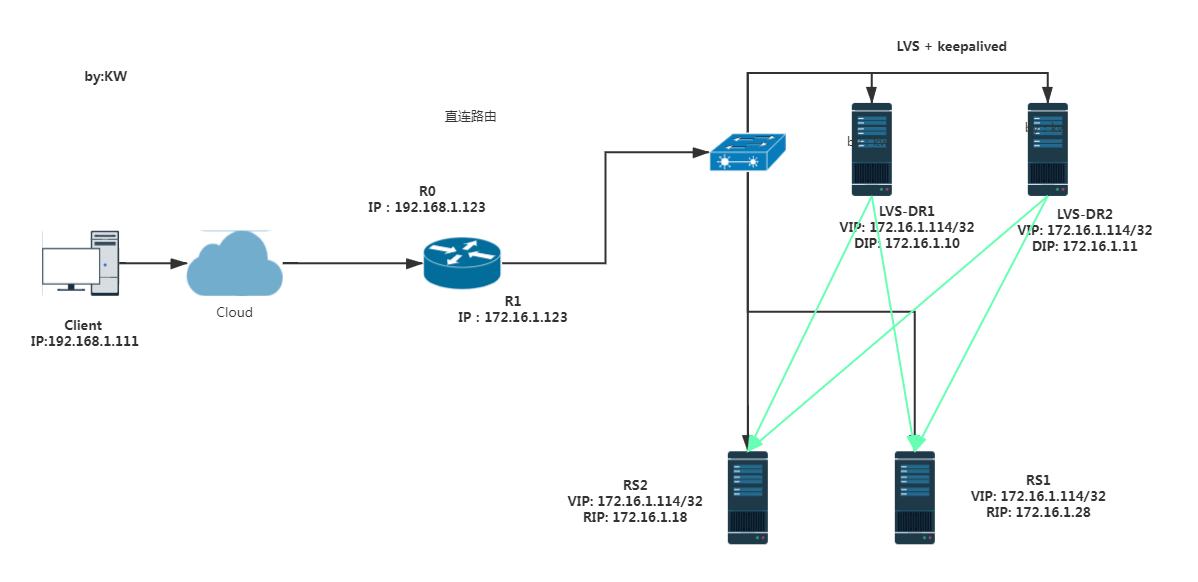 LVS + keepalived
by:KW
直连路由
R0
IP：192.168.1.123
LVS-DR1
VIP: 172.16.1.114/32
DIP: 172.16.1.10
LVS-DR2
VIP: 172.16.1.114/32
DIP: 172.16.1.11
Cloud
R1
IP：172.16.1.123
Client
IP:192.168.1.111
RS2
VIP: 172.16.1.114/32
RIP: 172.16.1.18
RS1
VIP: 172.16.1.114/32
RIP: 172.16.1.28